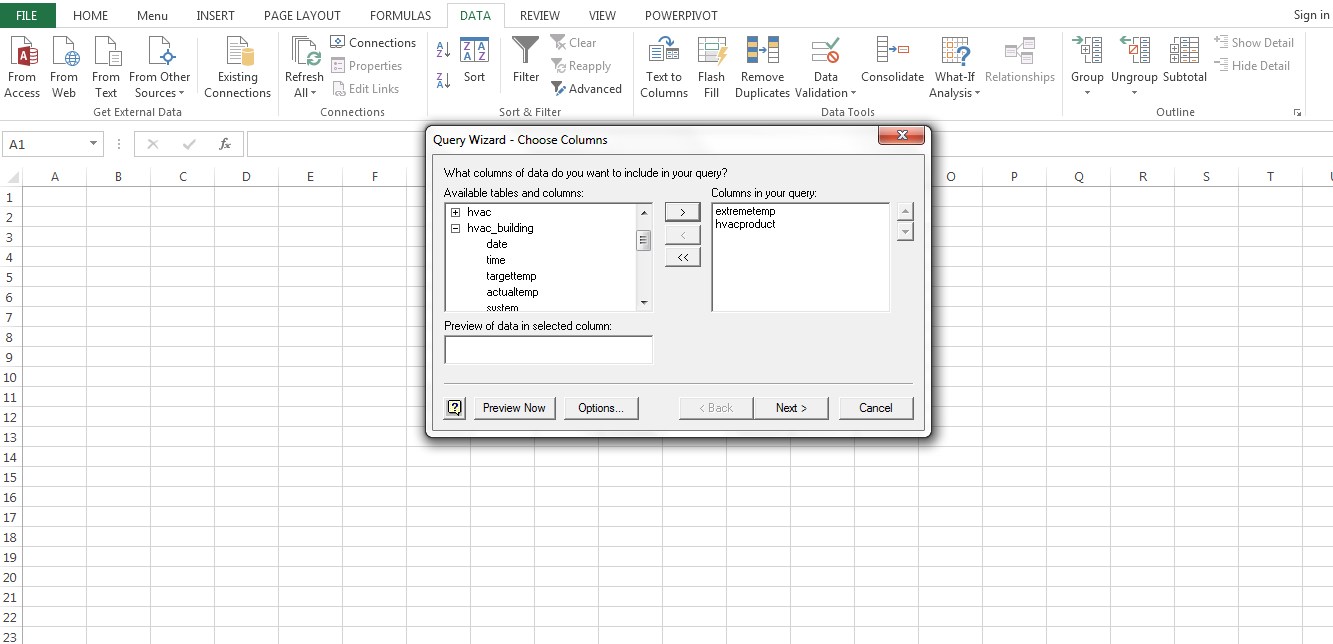 FILE HOME Menu INSERT PAGE LAYOUT FORMULAS DATA REVIEW VIEW POWERPIVOT Sign in
From Access
From Web
From Text
From Other Sources
Existing Connections
Get External Data
Refresh All
Connections
Properties
Edit Links
Connections
A Z
Z A
Z A A Z
Sort
Filter
Clear
Reapply
Advanced
Sort & Filter
Text to Columns
Flash Fill
Remove Duplicates
Data Validation
Consolidate
What-If Analysis
Relationships
Data Tools
Group
Ungroup
Subtotal
Show Detail
Hide Detail
Outline
A1 fx
A B C D E F O P Q R S T
Query Wizard - Choose Columns
What columns of data do you want to include in your query?
Available tables and columns:
hvac
hvac_building
date
time
targettemp
actualtemp
system
> 
<
<<
Columns in your query:
extremetemp
hvacproduct
Preview of data in selected column:
? Preview Now Options... < Back Next > Cancel
1
2
3
4
5
6
7
8
9
10
11
12
13
14
15
16
17
18
19
20
21
22
23